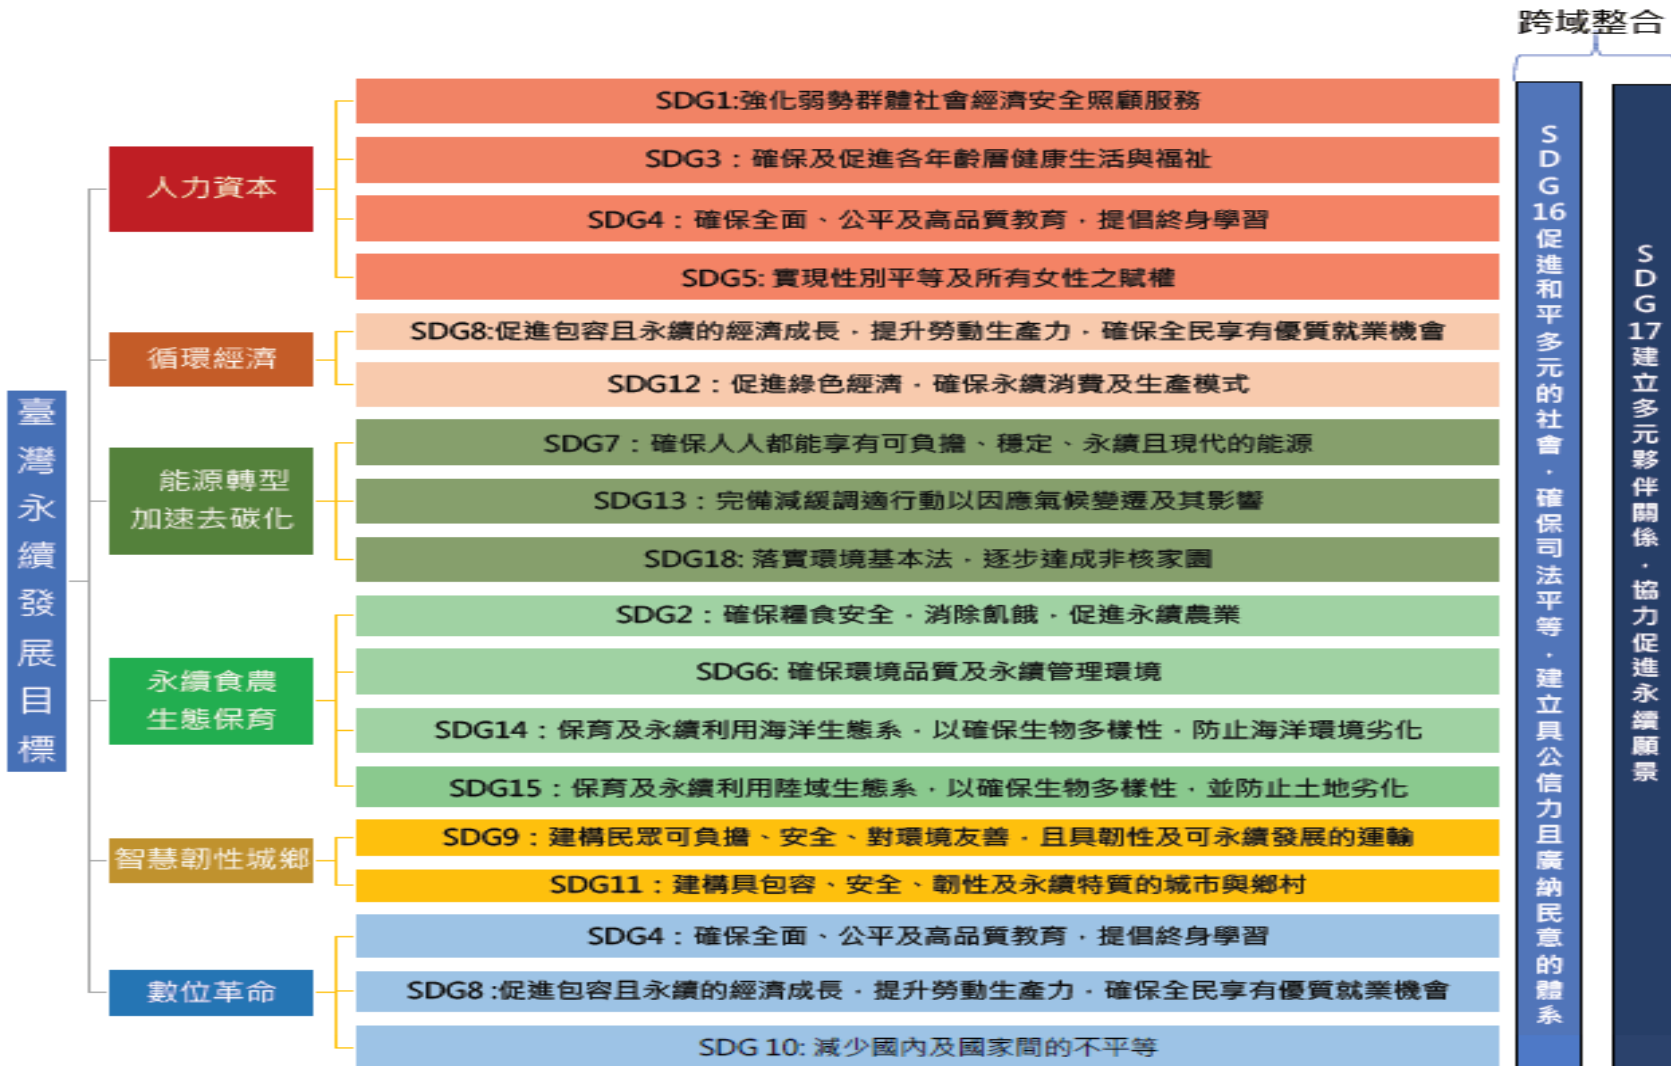 跨域整合
臺灣永續發展目標
人力資本
SDG1:強化弱勢群體社會經濟安全照顧服務
SDG3：確保及促進各年齡層健康生活與福祉
SDG4：確保全面、公平及高品質教育，提倡終身學習
SDG5: 實現性別平等及所有女性之賦權
循環經濟
SDG8:促進包容且永續的經濟成長，提升勞動生產力，確保全民享有優質就業機會
SDG12：促進綠色經濟，確保永續消費及生產模式
能源轉型
加速去碳化
SDG7：確保人人都能享有可負擔、穩定、永續且現代的能源
SDG13：完備減緩調適行動以因應氣候變遷及其影響
SDG18: 落實環境基本法，逐步達成非核家園
永續食農
生態保育
SDG2：確保糧食安全，消除飢餓，促進永續農業
SDG6：確保環境品質及永續管理環境
SDG14：保育及永續利用海洋生態系，以確保生物多樣性，防止海洋環境劣化
SDG15：保育及永續利用陸域生態系，以確保生物多樣性，並防止土地劣化
智慧韌性城鄉
SDG9：建構民眾可負擔、安全、對環境友善，且具韌性及可永續發展的運輸
SDG11：建構具包容、安全、韌性及永續特質的城市與鄉村
數位革命
SDG4：確保全面、公平及高品質教育，提倡終身學習
SDG8 :促進包容且永續的經濟成長，提升勞動生產力，確保全民享有優質就業機會
SDG 10: 減少國內及國家間的不平等
SDG16促進和平多元的社會，確保司法平等，建立具公信力且廣納民意的體系
SDG17建立多元夥伴關係，協力促進永續願景